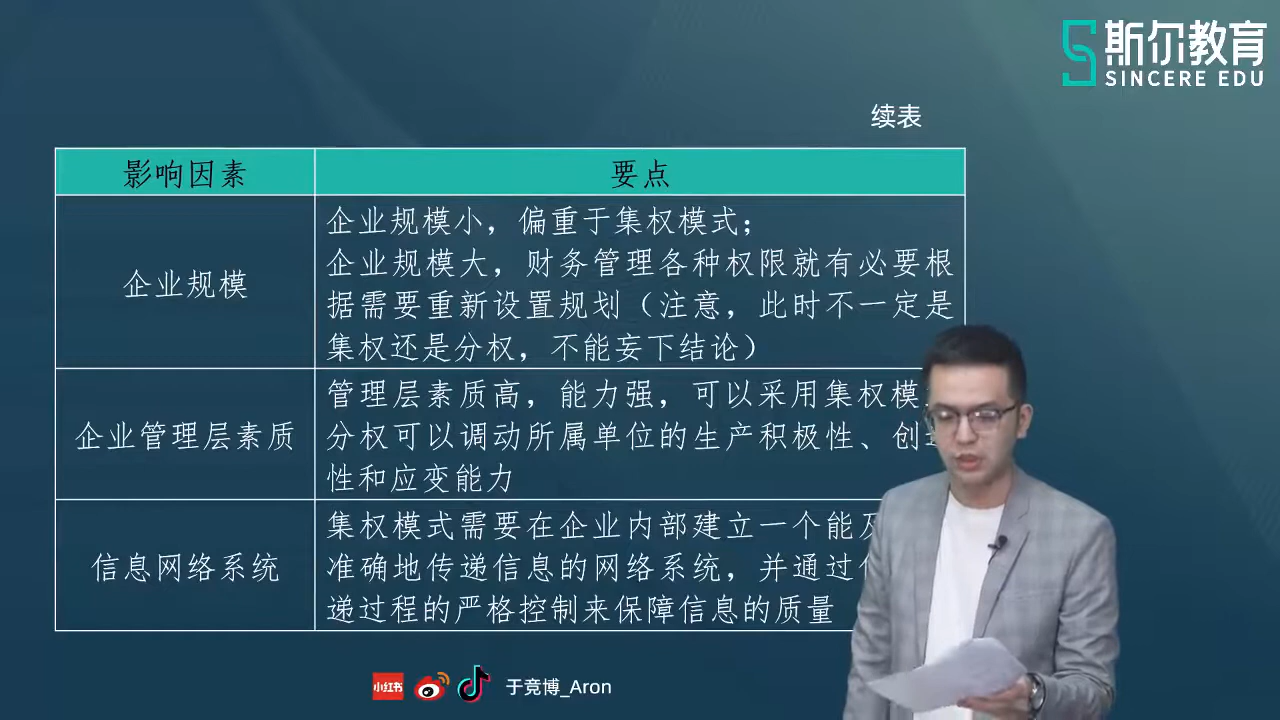 斯尔教育
SINCERE EDU
续表
影响因素
要点
企业规模
企业规模小，偏重于集权模式；
企业规模大，财务管理各种权限就有必要根
据需要重新设置规划（注意，此时不一定是
集权还是分权，不能妄下结论）
企业管理层素质
管理层素质高，能力强，可以采用集权模
分权可以调动所属单位的生产积极性、创
性和应变能力
信息网络系统
集权模式需要在企业内部建立一个能及
准确地传递信息的网络系统，并通过
递过程的严格控制来保障信息的质量
小红书
于竞博_Aron